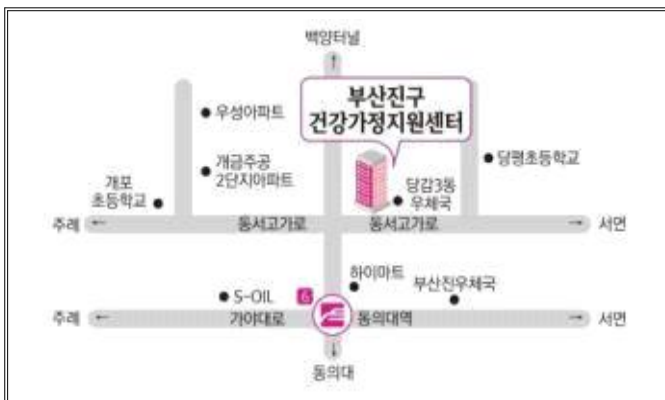 백양터널
↑
부산진구
건강가정지원센터
우성아파트
당평초등학교
개금주공
2단지아파트
개포
초등학교
당감3동
우체국
주례 ←
동서고가로
동서고가로
→ 서면
하이마트
S-OIL
6
부산진우체국
주례 ←
가야대로
동의대역
→ 서면
↓
동의대